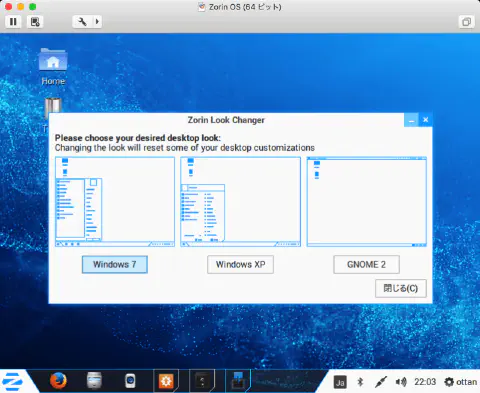 Zorin OS (64 ビット)
Home
Zorin Look Changer
Please choose your desired desktop look:
Changing the look will reset some of your desktop customizations
Windows 7
Windows XP
GNOME 2
閉じる(C)
Ja
22:03
ottan